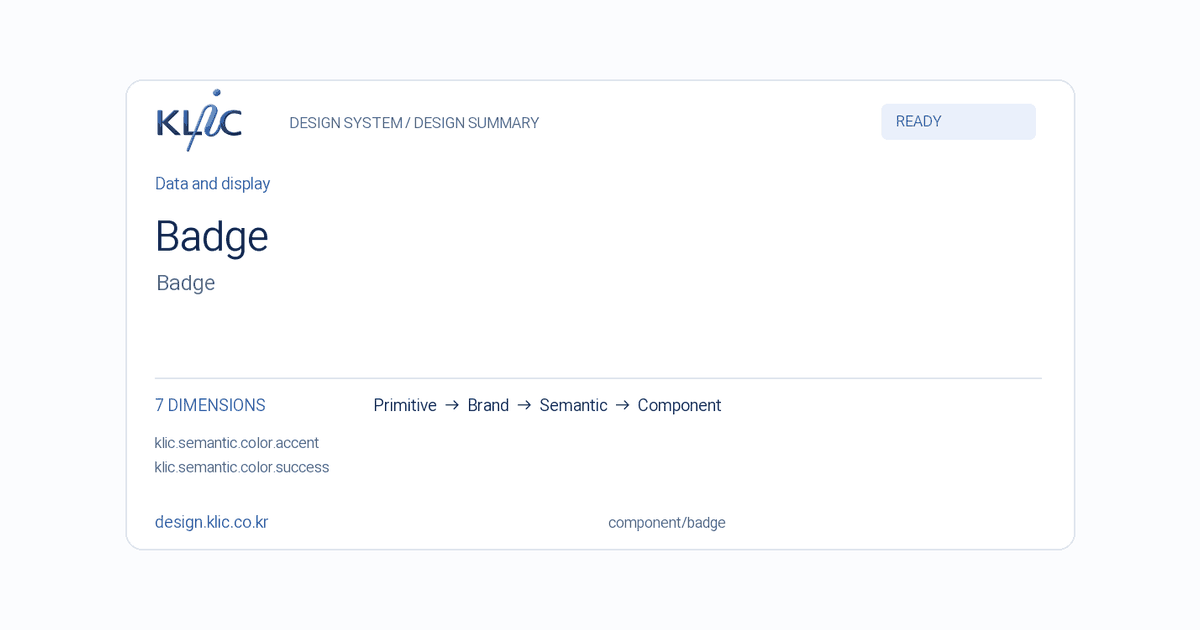 KLiC
DESIGN SYSTEM / DESIGN SUMMARY
READY
Data and display
Badge
Badge
7 DIMENSIONS
Primitive → Brand → Semantic → Component
klic.semantic.color.accent
klic.semantic.color.success
design.klic.co.kr
component/badge